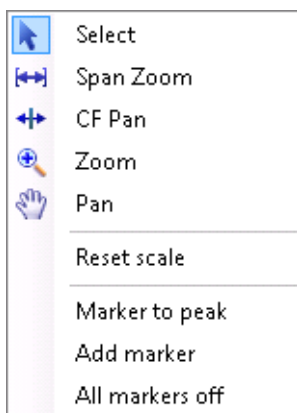 Select
Span Zoom
CF Pan
Zoom
Pan
Reset scale
Marker to peak
Add marker
All markers off